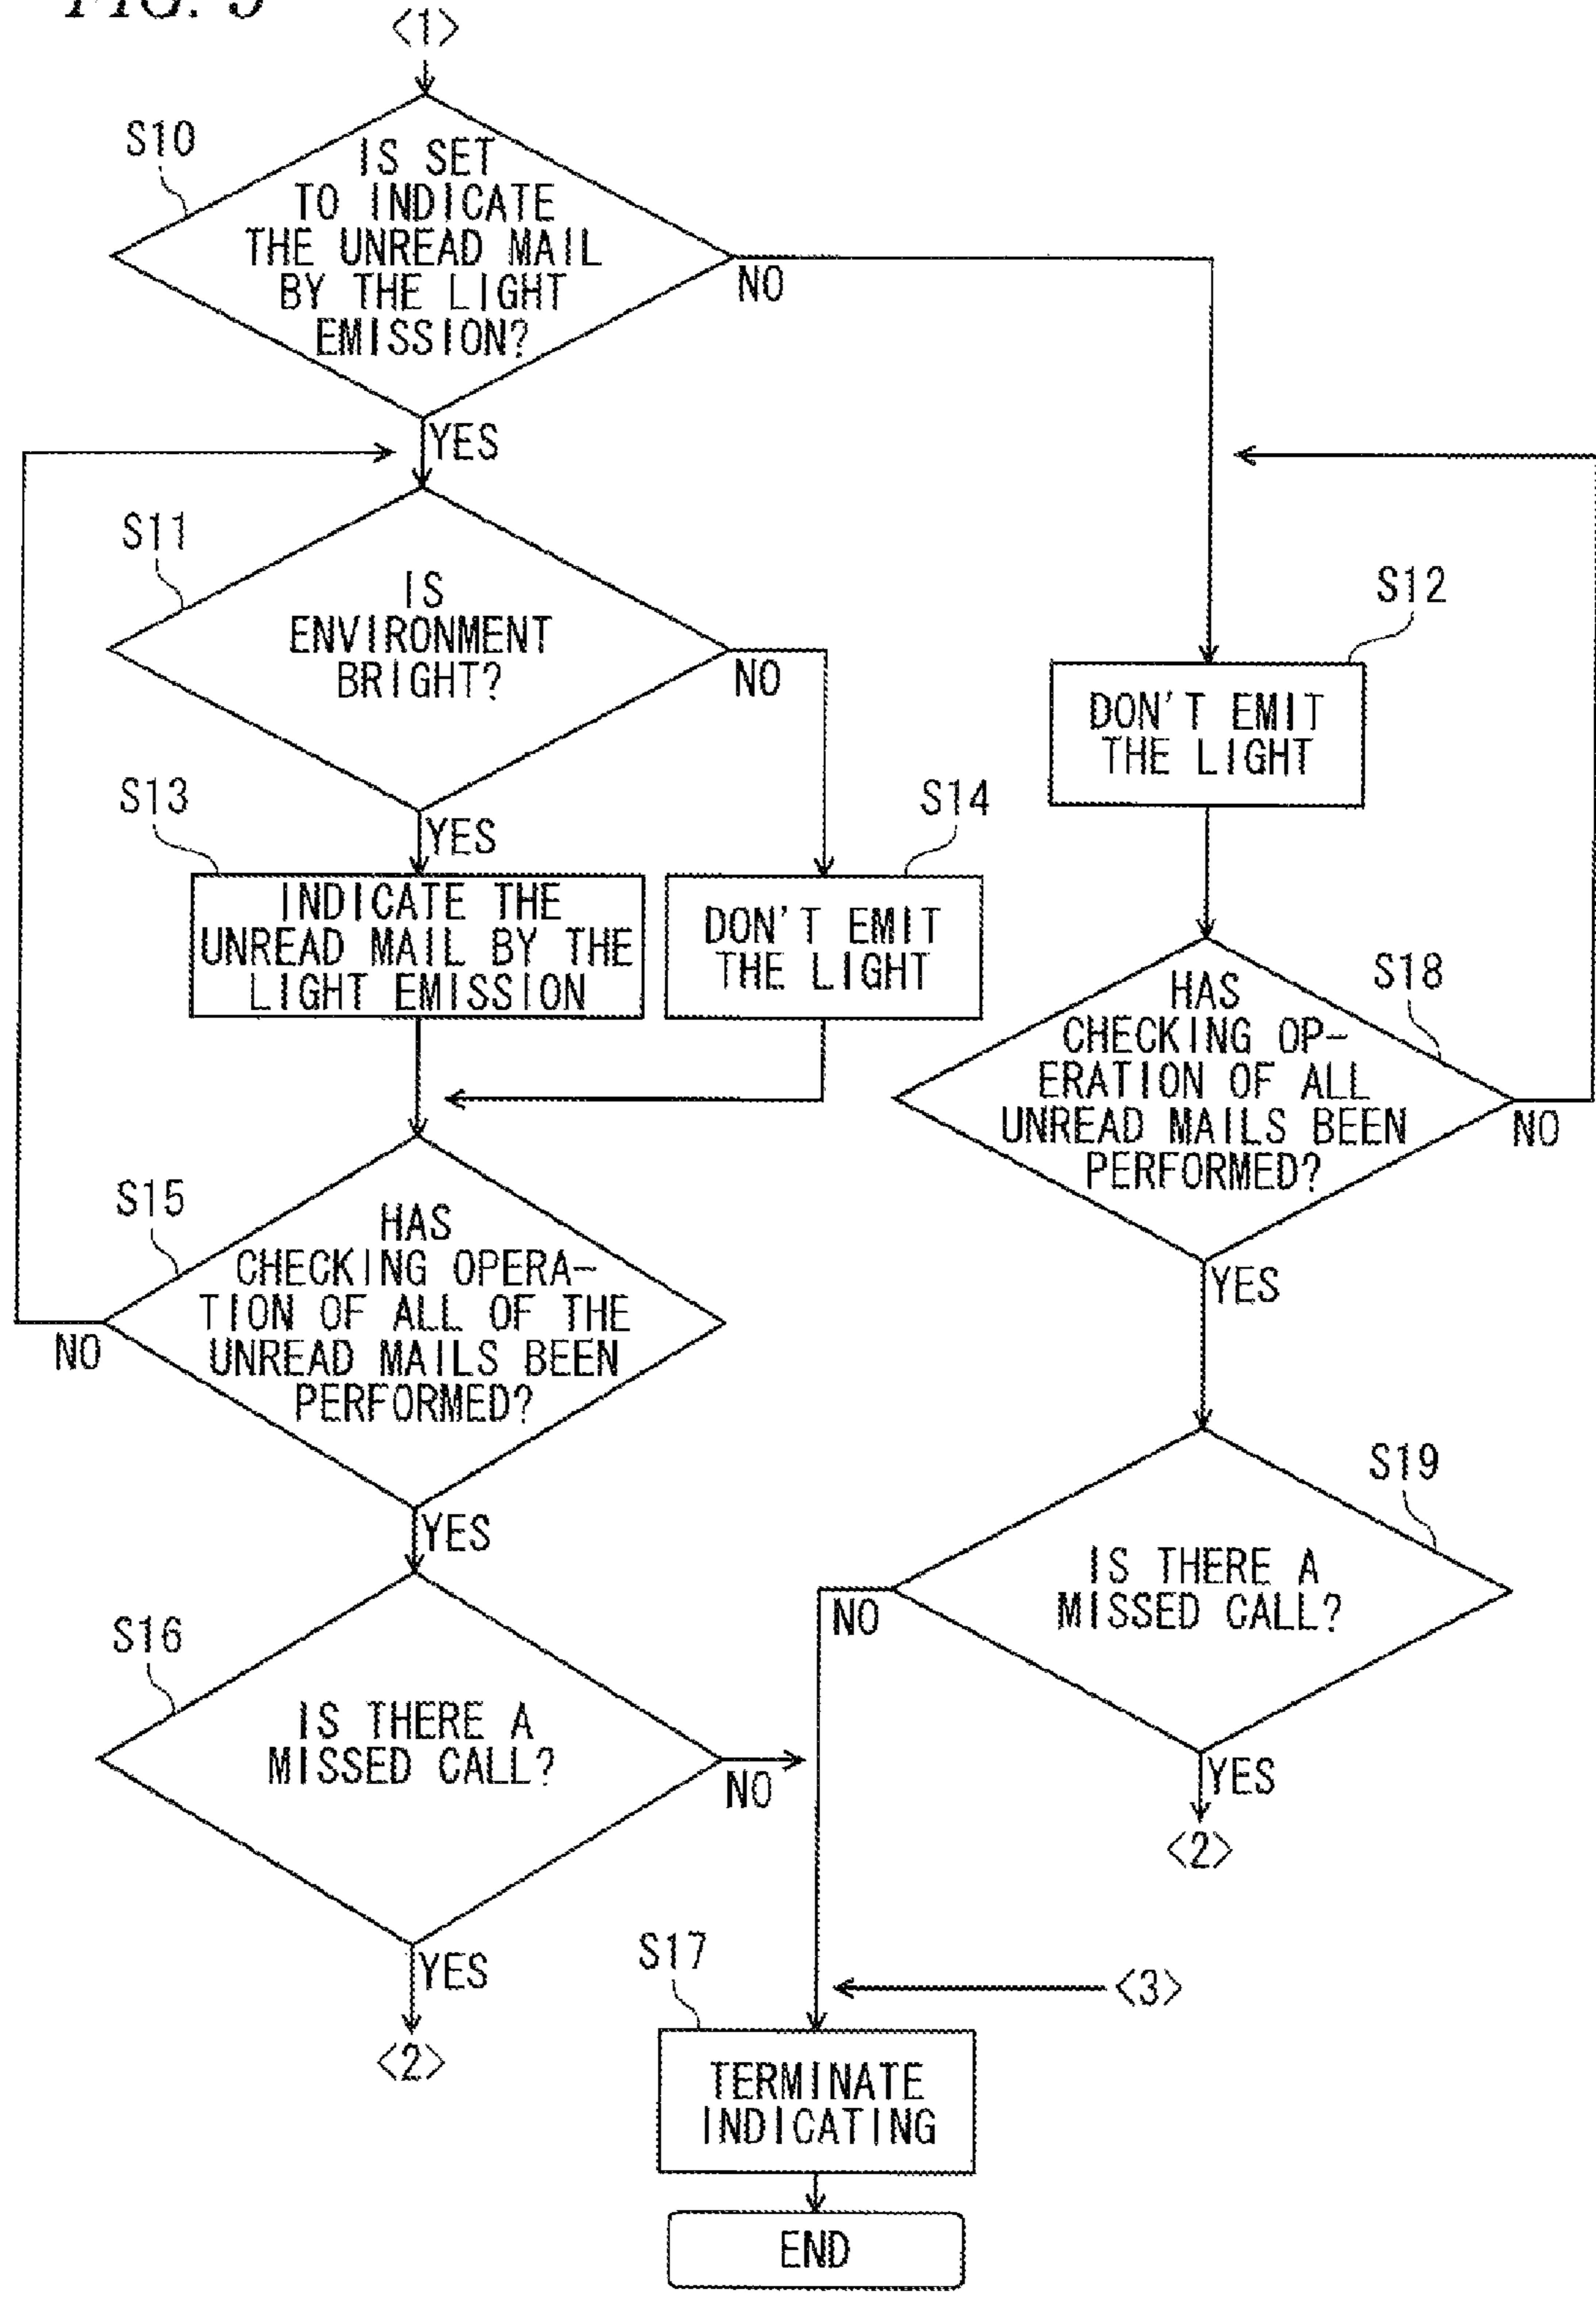 <1>
S10
IS SET
TO INDICATE
THE UNREAD MAIL
BY THE LIGHT
EMISSION?
NO
YES
S11
IS
ENVIRONMENT
BRIGHT?
NO
YES
S12
DON'T EMIT
THE LIGHT
S13
INDICATE THE
UNREAD MAIL BY THE
LIGHT EMISSION
S14
DON'T EMIT
THE LIGHT
S18
HAS
CHECKING OP-
ERATION OF ALL
UNREAD MAILS BEEN
PERFORMED?
NO
YES
S15
HAS
CHECKING OPERA-
TION OF ALL OF THE
UNREAD MAILS BEEN
PERFORMED?
NO
YES
S19
IS THERE A
MISSED CALL?
NO
YES
<2>
S16
IS THERE A
MISSED CALL?
NO
YES
<2>
S17
<3>
TERMINATE
INDICATING
END